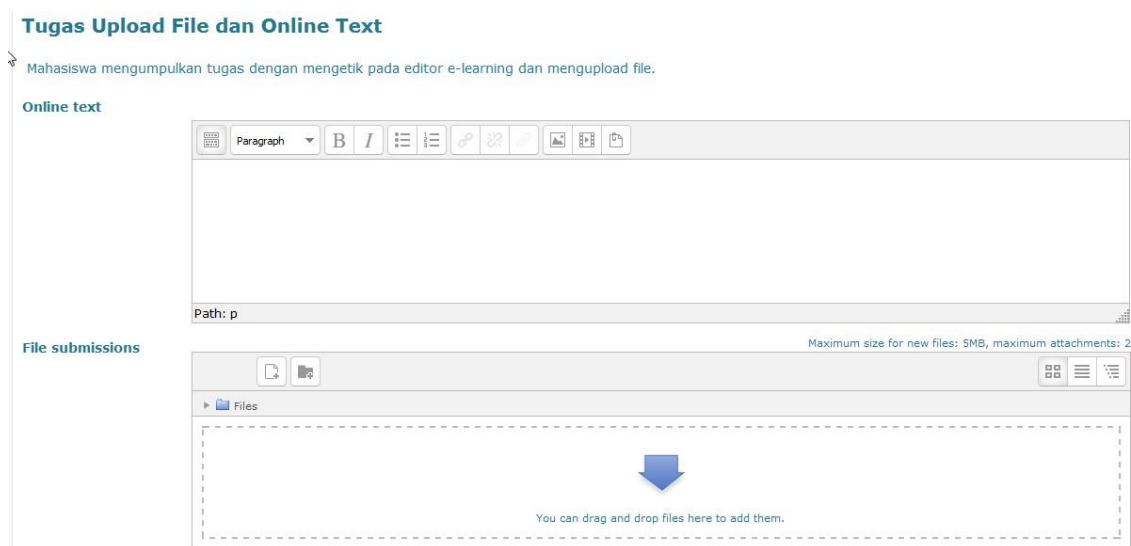 Tugas Upload File dan Online Text
Mahasiswa mengumpulkan tugas dengan mengetik pada editor e-learning dan mengupload file.
Online text
Paragraph B I
Path: p
File submissions
Maximum size for new files: 5MB, maximum attachments: 2
Files
You can drag and drop files here to add them.